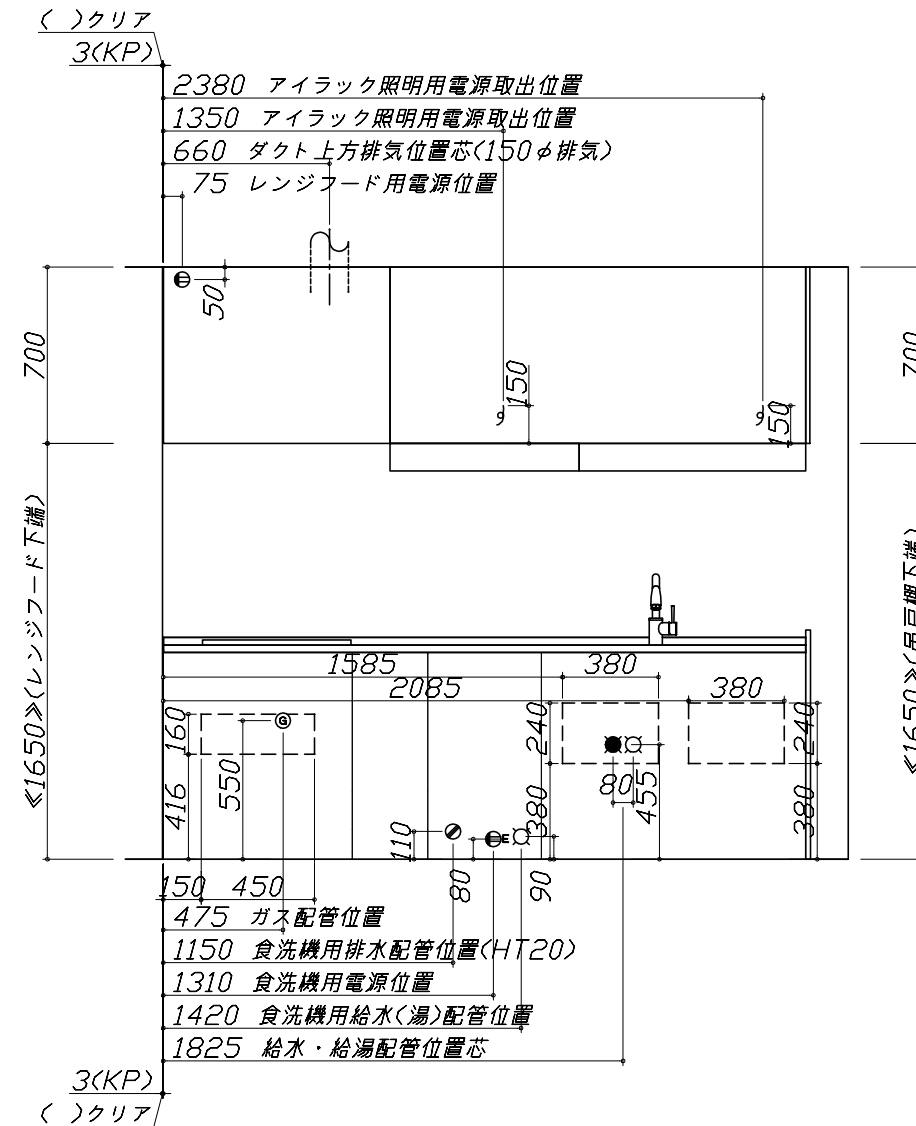 ( )クリア
3(KP)
2380 アイラック照明用電源取出位置
1350 アイラック照明用電源取出位置
660 ダクト上方排気位置芯(150φ排気)
75 レンジフード用電源位置
50
700
700
150
150
≪1650≫(レンジフード下端)
≪1650≫(吊戸棚下端)
1585
380
2085
380
160
G
550
416
240
240
80
455
380
380
110
E
80
90
150
450
475 ガス配管位置
1150 食洗機用排水配管位置(HT20)
1310 食洗機用電源位置
1420 食洗機用給水(湯)配管位置
1825 給水・給湯配管位置芯
3(KP)
( )クリア